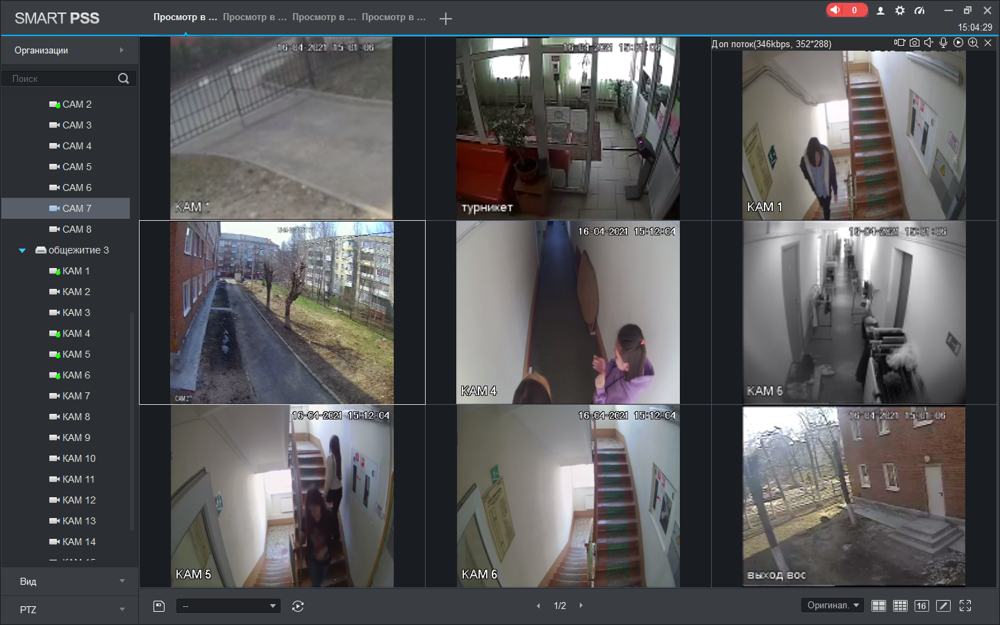 SMART PSS
Просмотр в ...
Просмотр в ...
Просмотр в ...
Просмотр в ...
0
15:04:29
Организации
Поиск
CAM 2
CAM 3
CAM 4
CAM 5
CAM 6
CAM 7
CAM 8
общежитие 3
КАМ 1
КАМ 2
КАМ 3
КАМ 4
КАМ 5
КАМ 6
КАМ 7
КАМ 8
КАМ 9
КАМ 10
КАМ 11
КАМ 12
КАМ 13
КАМ 14
Вид
PTZ
16-04-2021 15:01:06
КАМ 1
16-04-2021 15:01:06
турникет
Доп поток(346kbps, 352*288)
КАМ 1
CAM 2
16-04-2021 15:12:04
КАМ 4
16-04-2021 15:01:06
КАМ 6
16-04-2021 15:12:04
КАМ 5
16-04-2021 15:12:04
КАМ 6
16-04-2021 15:01:06
выход вос
--
1/2
Оригинал.
16